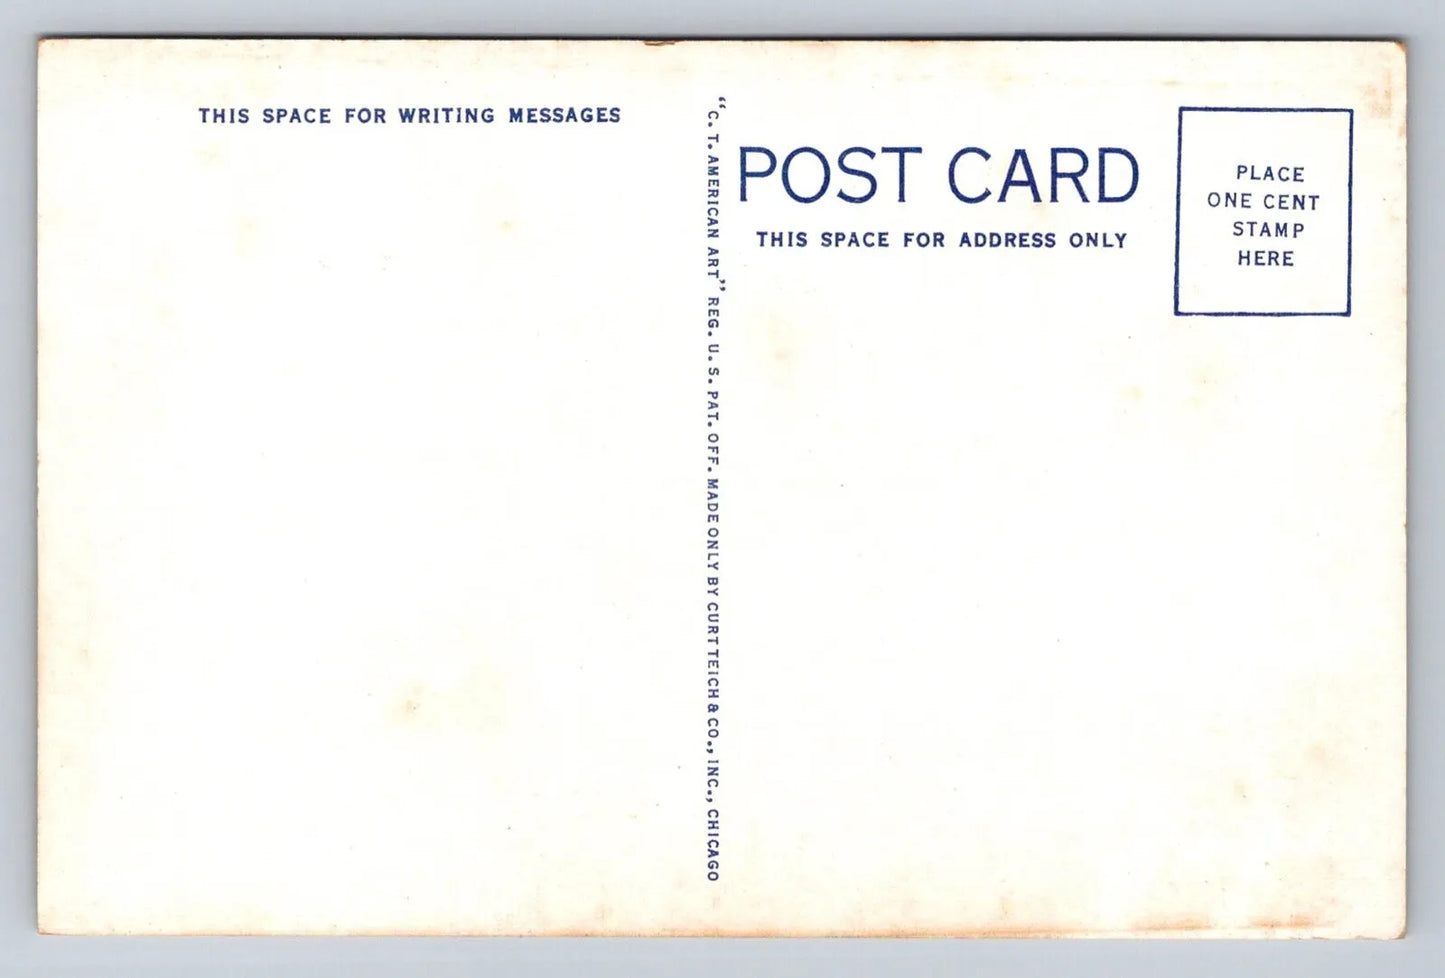 THIS SPACE FOR WRITING MESSAGES
"C. T. AMERICAN ART" REG. U. S. PAT. OFF. MADE ONLY BY CURT TEICH & CO., INC., CHICAGO
POST CARD
THIS SPACE FOR ADDRESS ONLY
PLACE
ONE CENT
STAMP
HERE